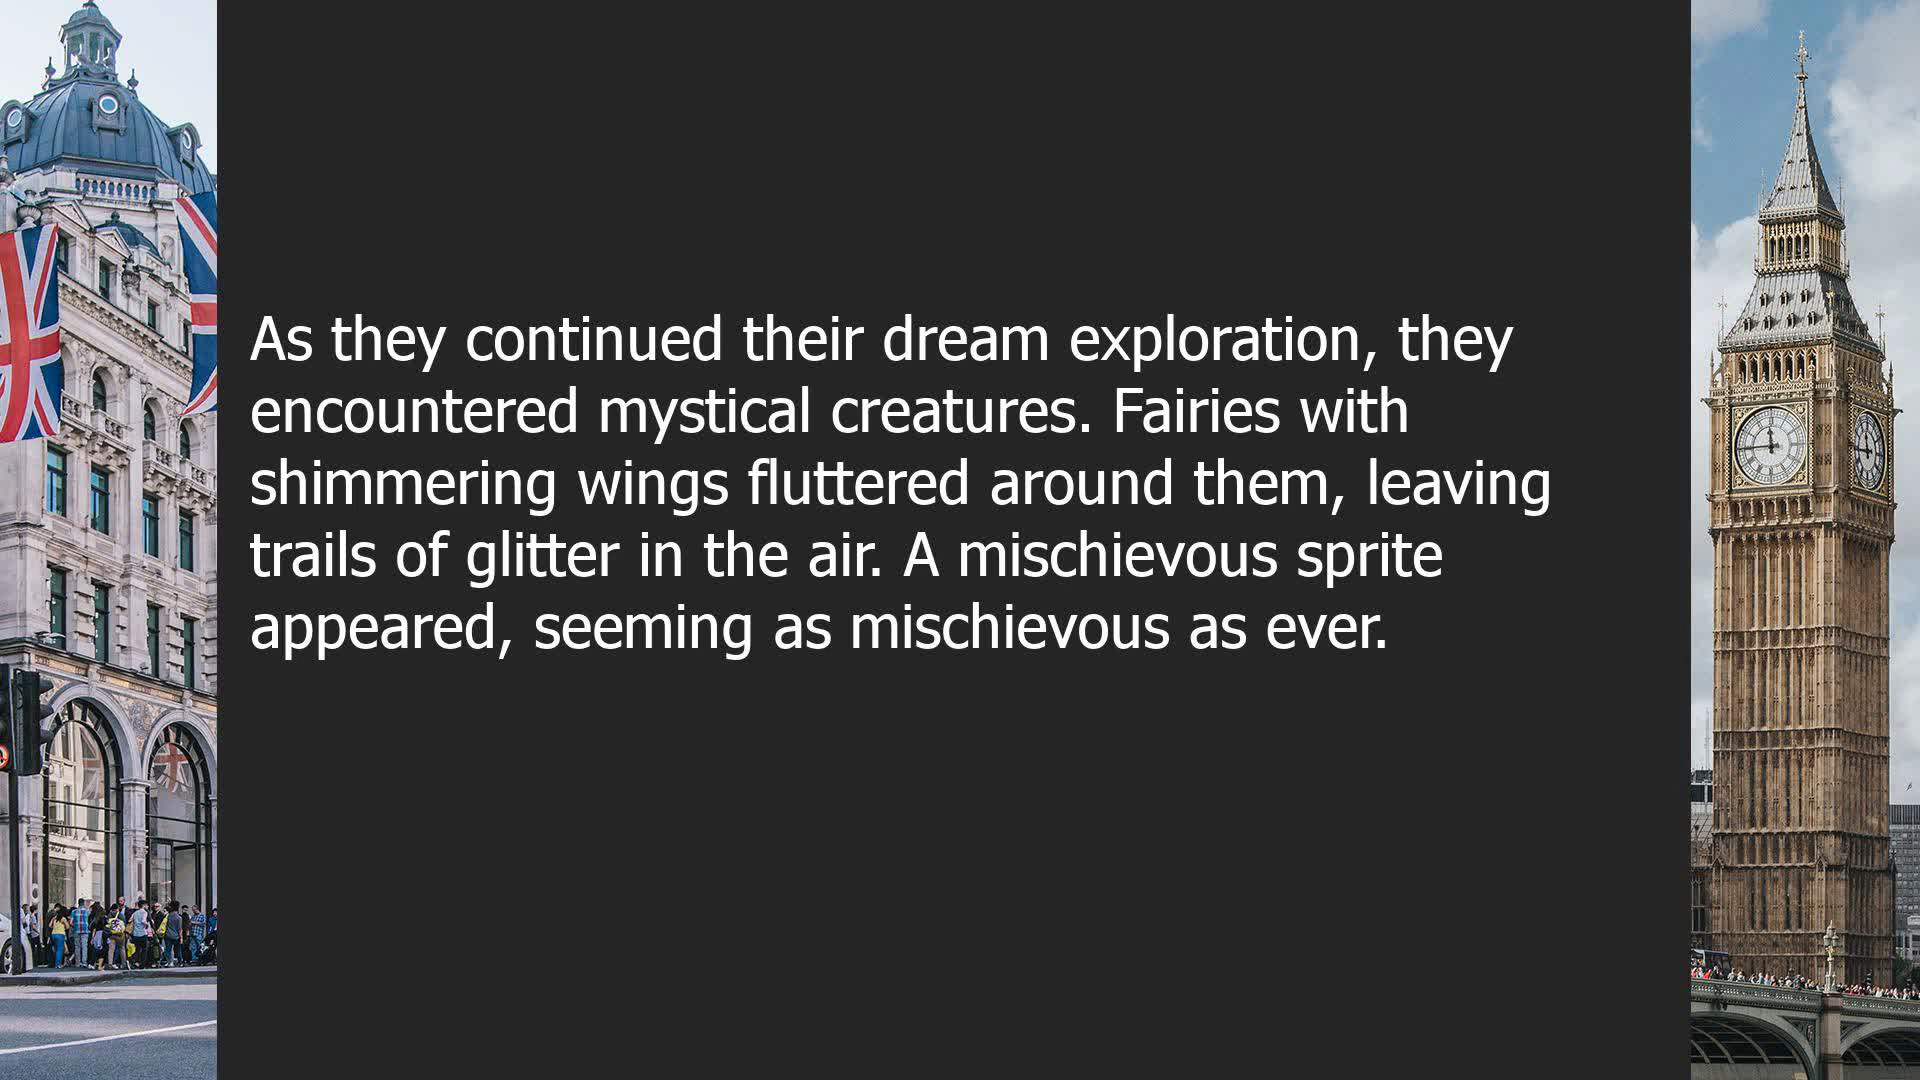 As they continued their dream exploration, they
encountered mystical creatures. Fairies with
shimmering wings fluttered around them, leaving
trails of glitter in the air. A mischievous sprite
appeared, seeming as mischievous as ever.